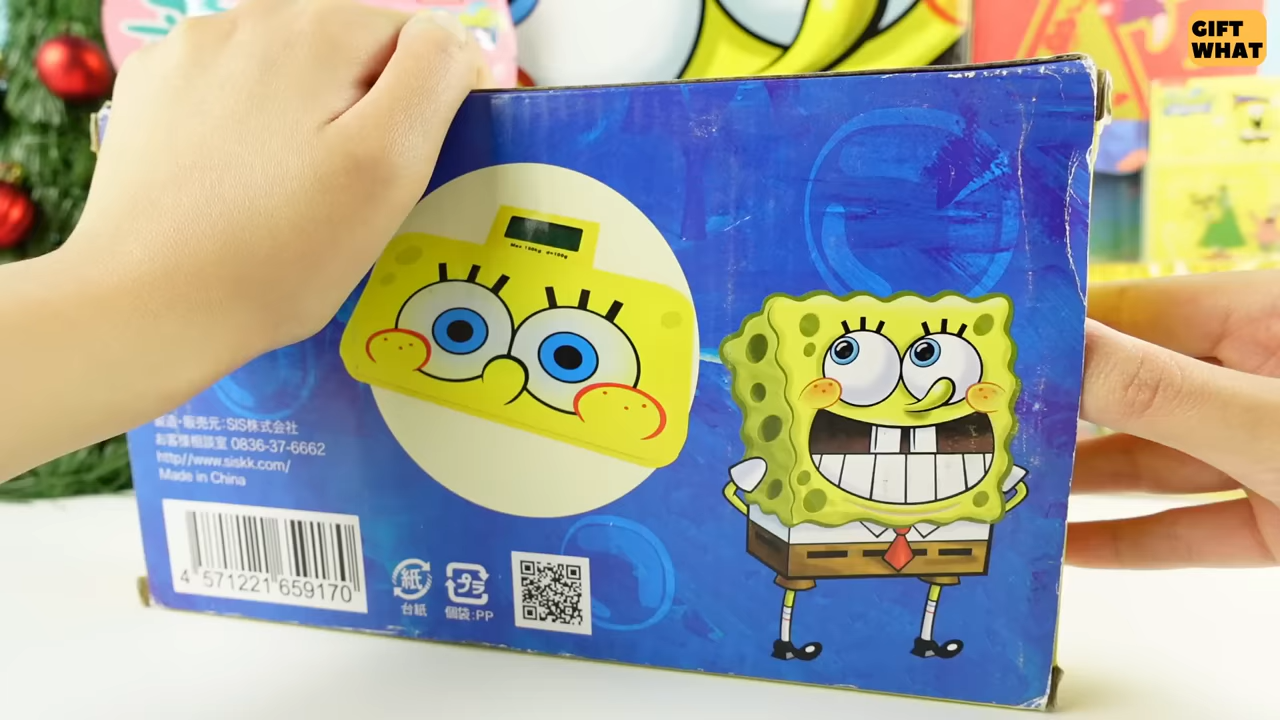 GIFT
WHAT
Max 180kg d=100g
製造・販売元:SIS株式会社
お客様相談室 0836-37-6662
http//www.siskk.com/
Made in China
4 571221 659170
紙
台紙
プラ
個袋:PP